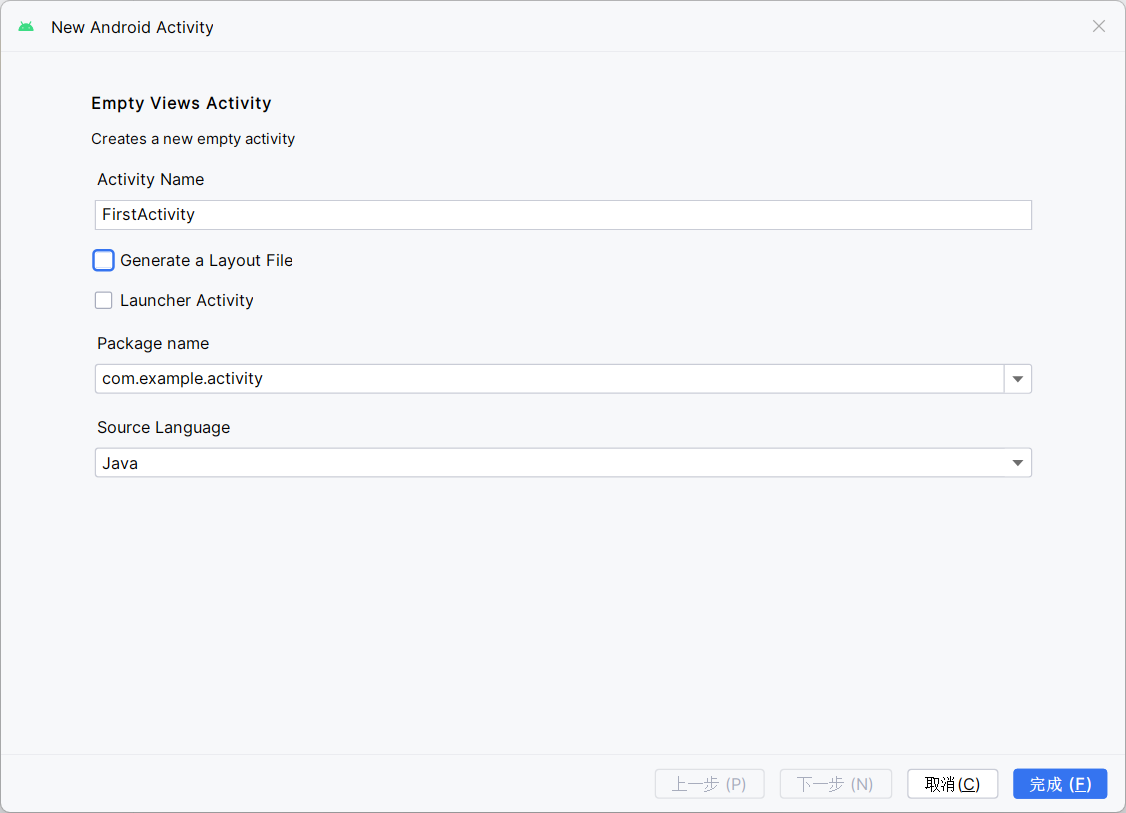 New Android Activity
Empty Views Activity
Creates a new empty activity
Activity Name
FirstActivity
Generate a Layout File
Launcher Activity
Package name
com.example.activity
Source Language
Java
上一步 (P) 下一步 (N) 取消(C) 完成 (F)